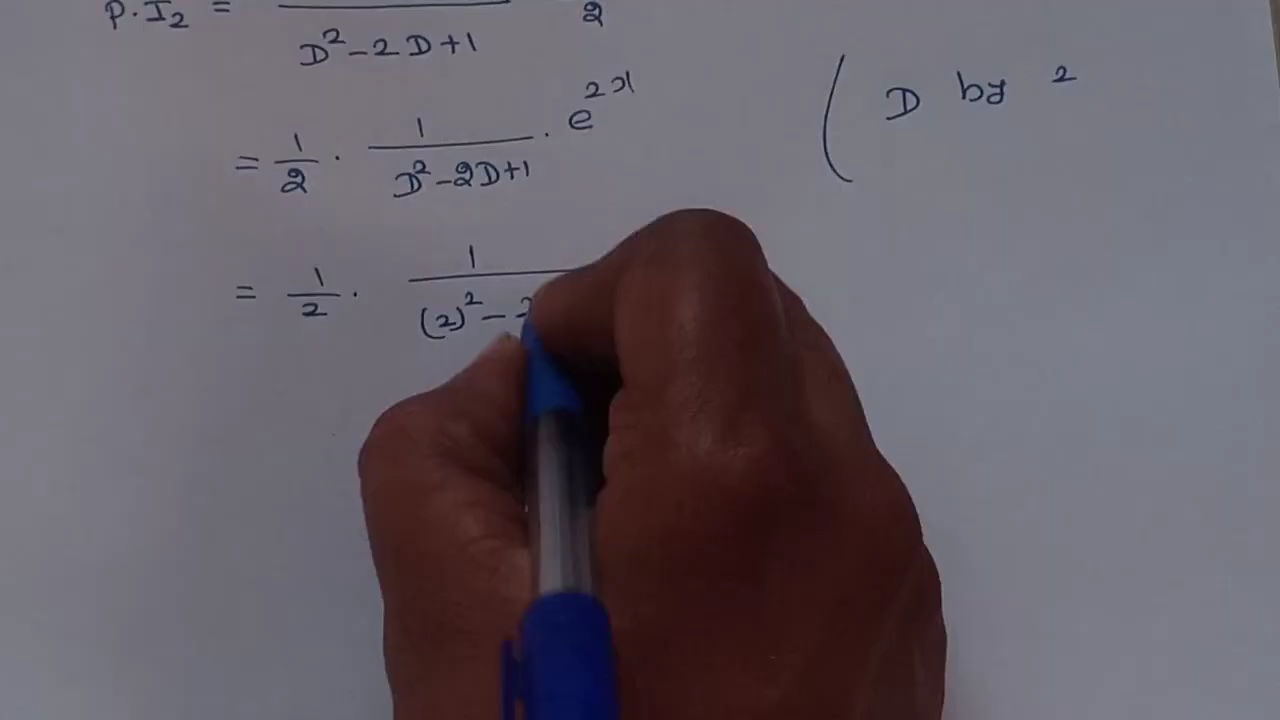 P.I₂ = ――― 2
D² - 2D + 1
= 1/2 · 1/(D² - 2D + 1) · e^(2x) ( D by 2
= 1/2 · 1/((2)² - 2